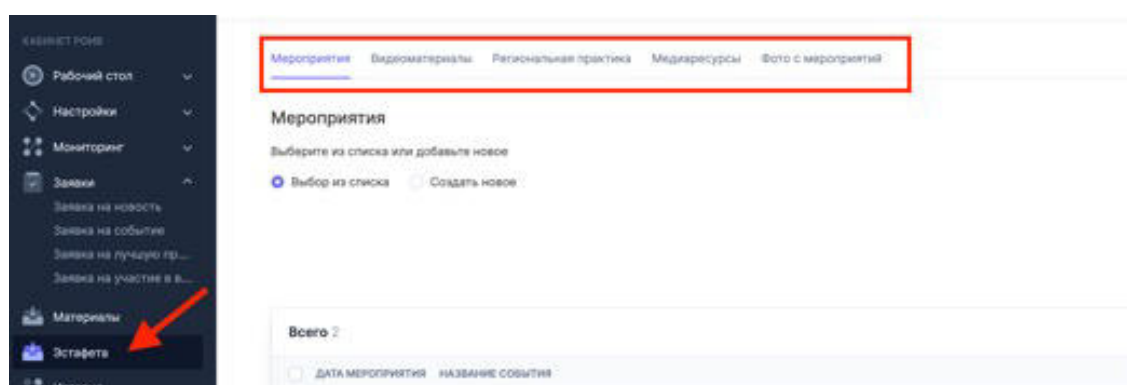 КАБИНЕТ РОИВ
Рабочий стол
Настройки
Мониторинг
Заявки
Заявка на новость
Заявка на событие
Заявка на лучшую пр...
Заявка на участие в в...
Материалы
Эстафета
Мероприятия Видеоматериалы Региональная практика Медиаресурсы Фото с мероприятий
Мероприятия
Выберите из списка или добавьте новое
Выбор из списка Создать новое
Всего 2
ДАТА МЕРОПРИЯТИЯ НАЗВАНИЕ СОБЫТИЯ